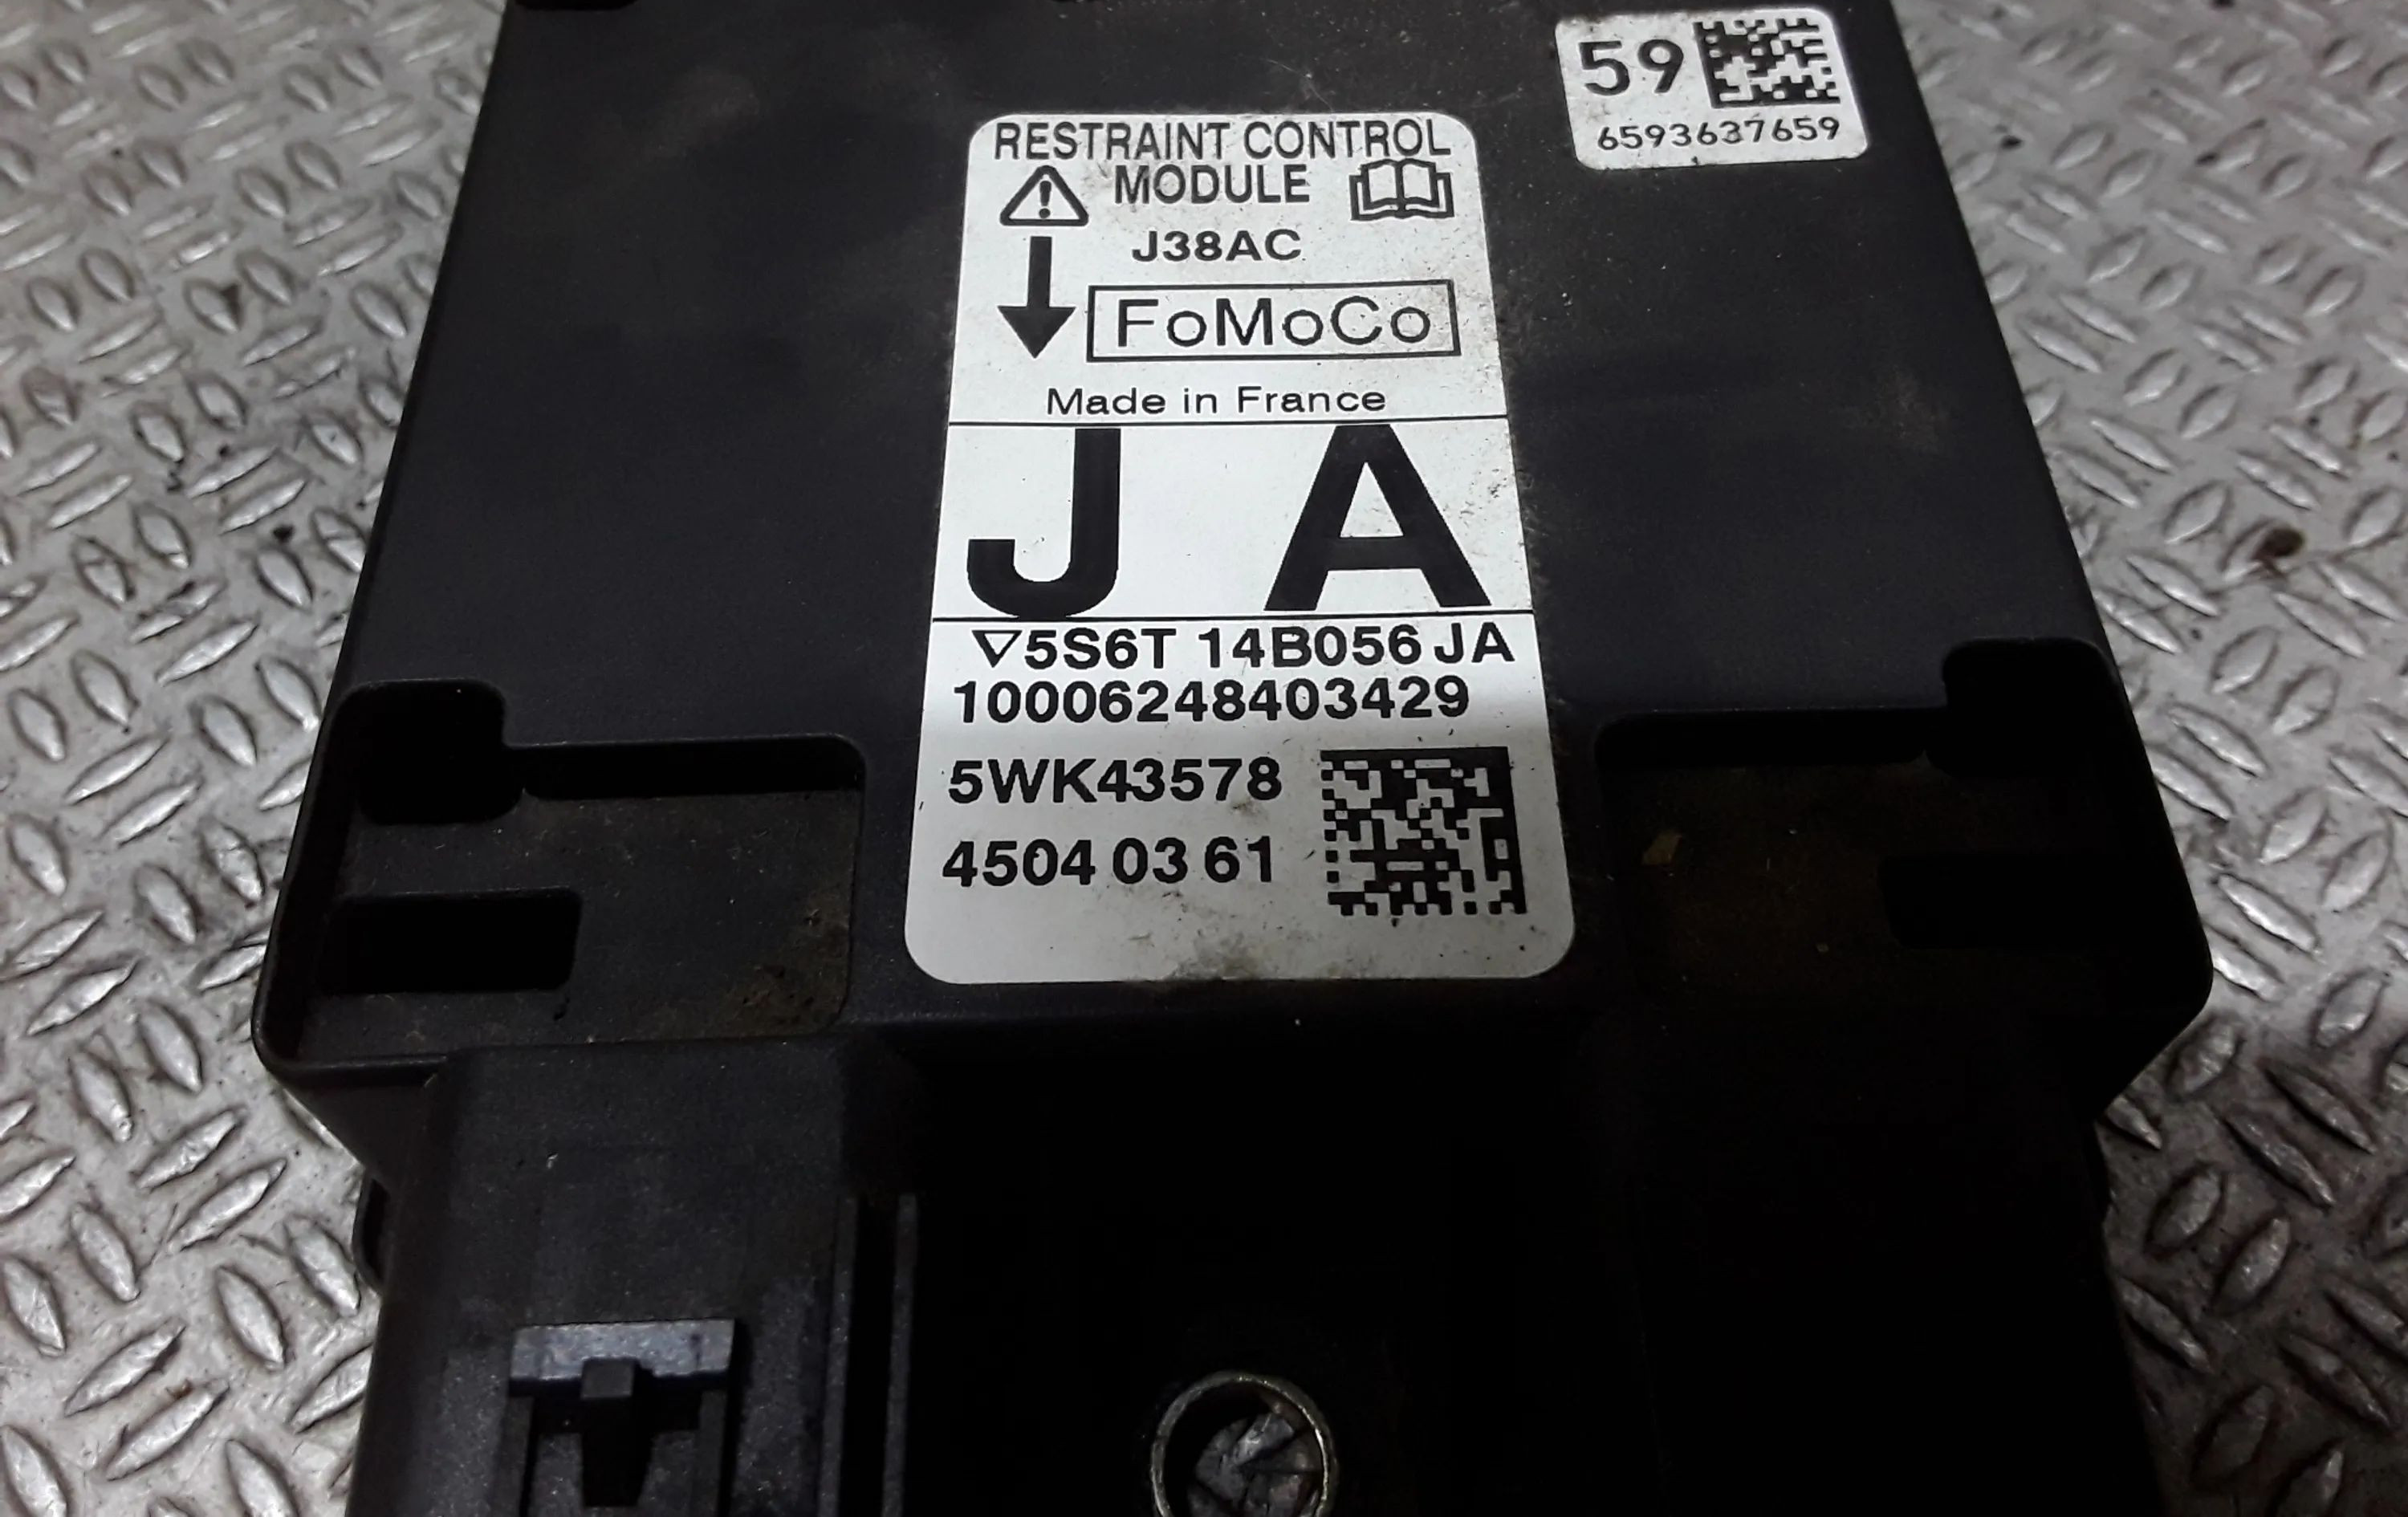 59
6593637659
RESTRAINT CONTROL
MODULE
J38AC
FoMoCo
Made in France
J A
5S6T 14B056 JA
10006248403429
5WK43578
4504 03 61